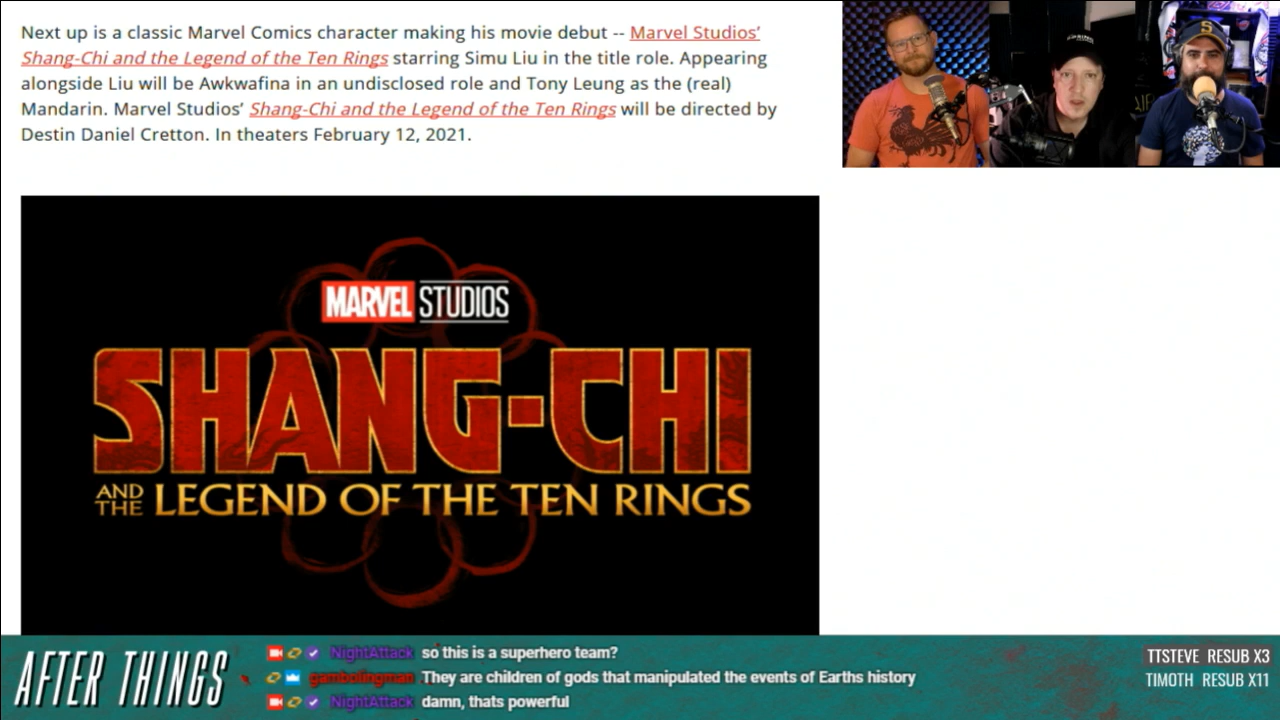 Next up is a classic Marvel Comics character making his movie debut -- Marvel Studios'
Shang-Chi and the Legend of the Ten Rings starring Simu Liu in the title role. Appearing
alongside Liu will be Awkwafina in an undisclosed role and Tony Leung as the (real)
Mandarin. Marvel Studios' Shang-Chi and the Legend of the Ten Rings will be directed by
Destin Daniel Cretton. In theaters February 12, 2021.
S
MARVEL STUDIOS
SHANG-CHI
AND THE LEGEND OF THE TEN RINGS
AFTER THINGS
NightAttack so this is a superhero team?
gambolingman They are children of gods that manipulated the events of Earths history
NightAttack damn, thats powerful
TTSTEVE RESUB X3
TIMOTH RESUB X11